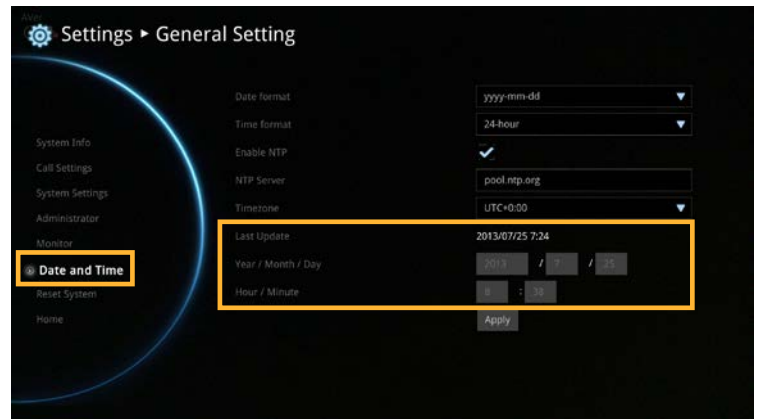 AVer
Settings ▸ General Setting
Date format yyyy-mm-dd
Time format 24-hour
System Info
Enable NTP
Call Settings
NTP Server pool.ntp.org
System Settings
Timezone UTC+0:00
Administrator
Last Update 2013/07/25 7:24
Monitor
Year / Month / Day 2013 / 7 / 25
Date and Time
Hour / Minute 8 : 38
Reset System
Home
Apply